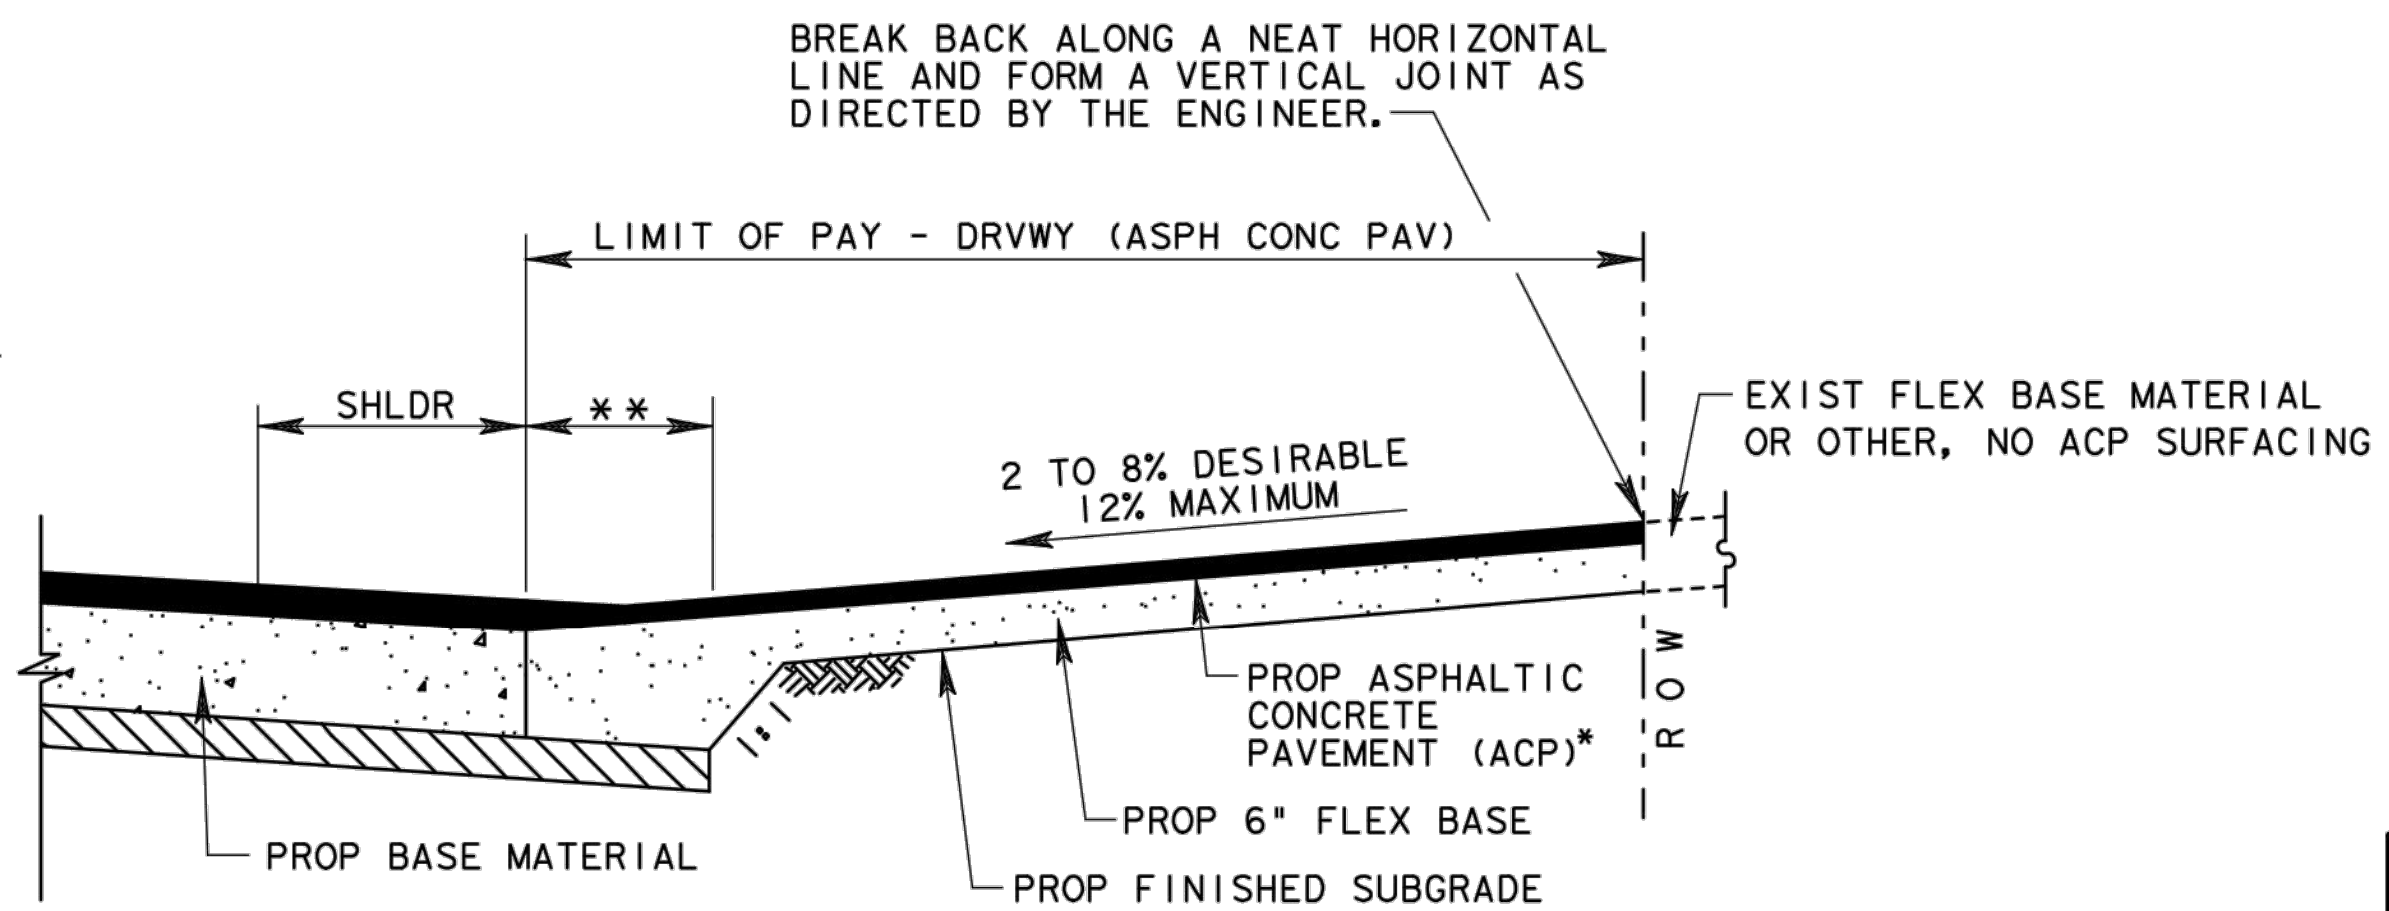 BREAK BACK ALONG A NEAT HORIZONTAL
LINE AND FORM A VERTICAL JOINT AS
DIRECTED BY THE ENGINEER.
LIMIT OF PAY - DRVWY (ASPH CONC PAV)
SHLDR
**
EXIST FLEX BASE MATERIAL
OR OTHER, NO ACP SURFACING
2 TO 8% DESIRABLE
12% MAXIMUM
ROW
PROP ASPHALTIC
CONCRETE
PAVEMENT (ACP)*
PROP 6" FLEX BASE
PROP BASE MATERIAL
PROP FINISHED SUBGRADE